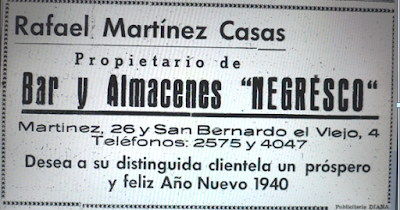 Rafael Martínez Casas
Propietario de
Bar y Almacenes "NEGRESCO"
Martinez, 26 y San Bernardo el Viejo, 4
Teléfonos: 2575 y 4047
Desea a su distinguida clientela un próspero
y feliz Año Nuevo 1940
Publicitaria DIANA